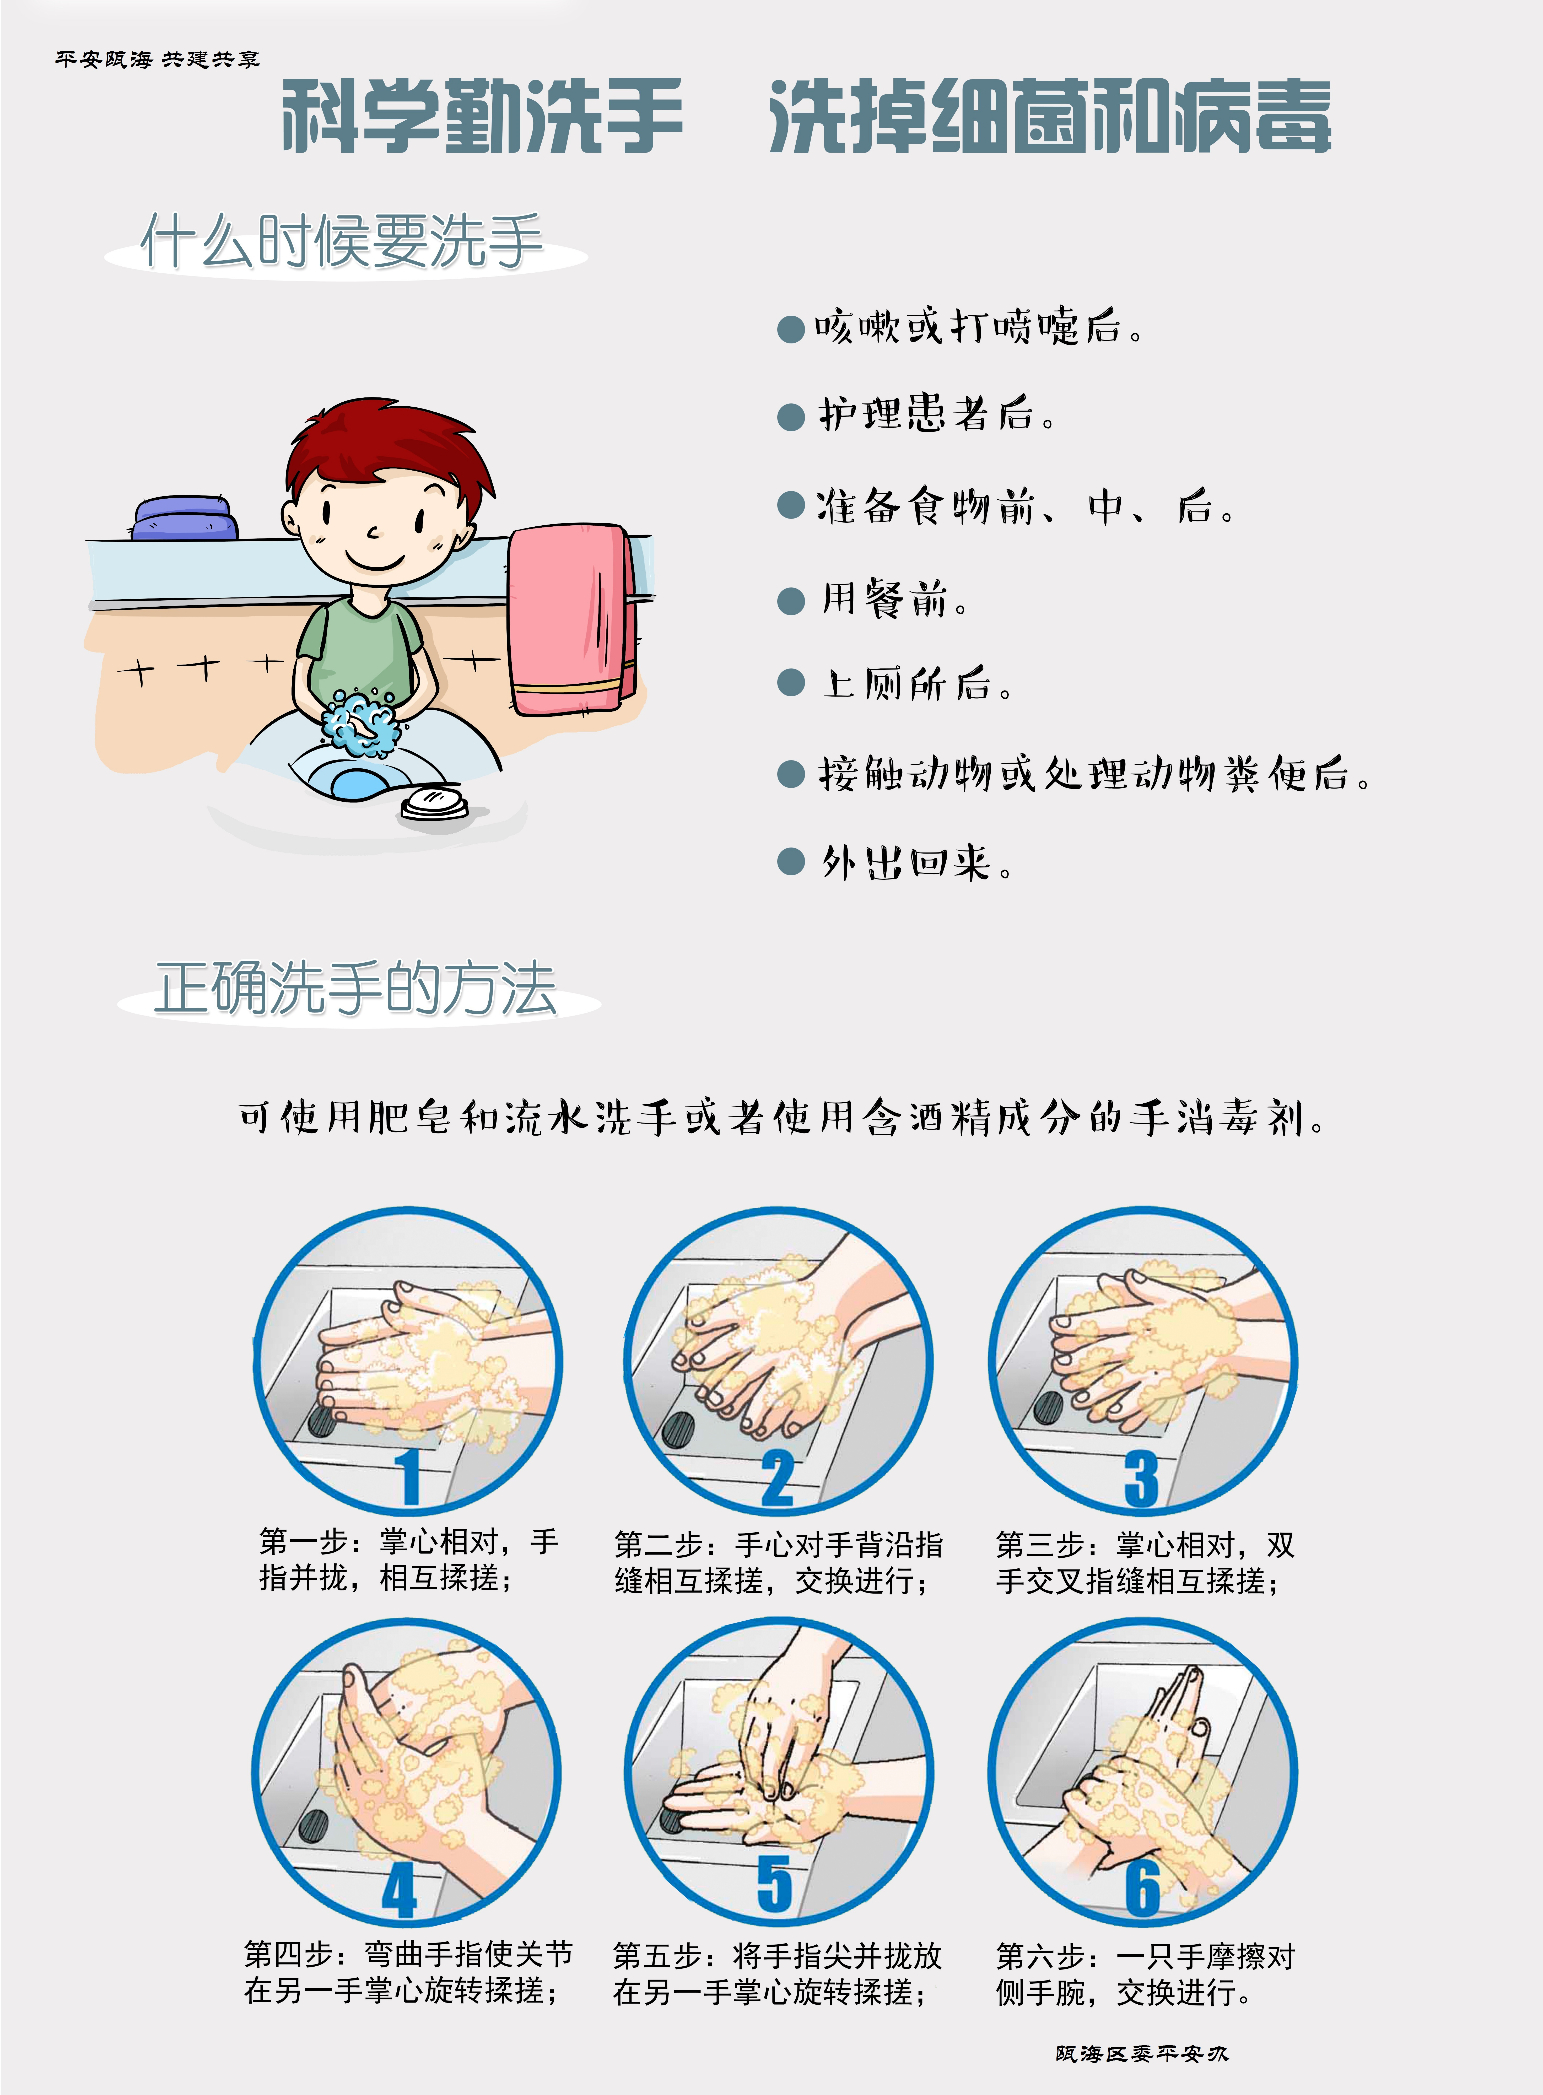 平安瓯海 共建共享
科学勤洗手 洗掉细菌和病毒
什么时候要洗手
咳嗽或打喷嚏后。
护理患者后。
准备食物前、中、后。
用餐前。
上厕所后。
接触动物或处理动物粪便后。
外出回来。
正确洗手的方法
可使用肥皂和流水洗手或者使用含酒精成分的手消毒剂。
1
第一步：掌心相对，手
指并拢，相互揉搓；
2
第二步：手心对手背沿指
缝相互揉搓，交换进行；
3
第三步：掌心相对，双
手交叉指缝相互揉搓；
4
第四步：弯曲手指使关节
在另一手掌心旋转揉搓；
5
第五步：将手指尖并拢放
在另一手掌心旋转揉搓；
6
第六步：一只手摩擦对
侧手腕，交换进行。
瓯海区委平安办